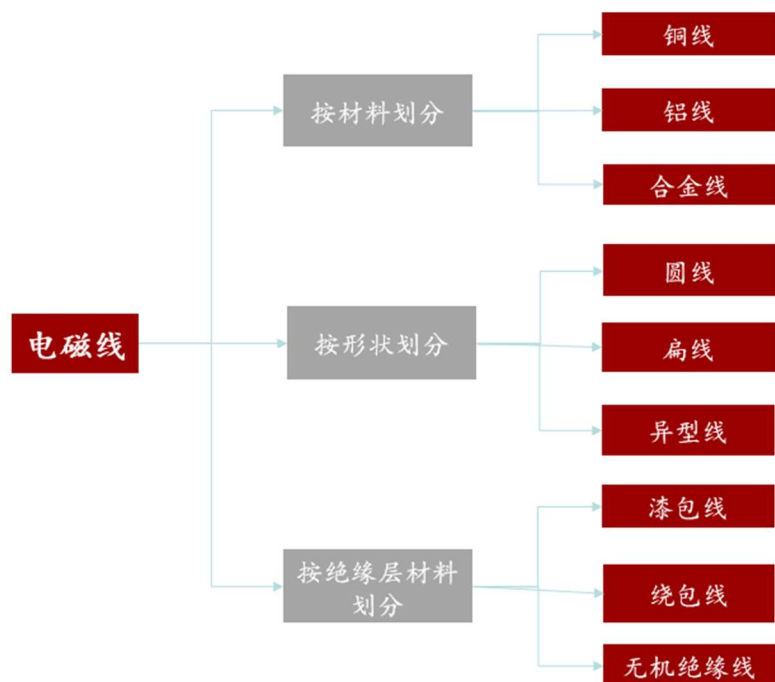 电磁线
按材料划分
铜线
铝线
合金线
按形状划分
圆线
扁线
异型线
按绝缘层材料
划分
漆包线
绕包线
无机绝缘线